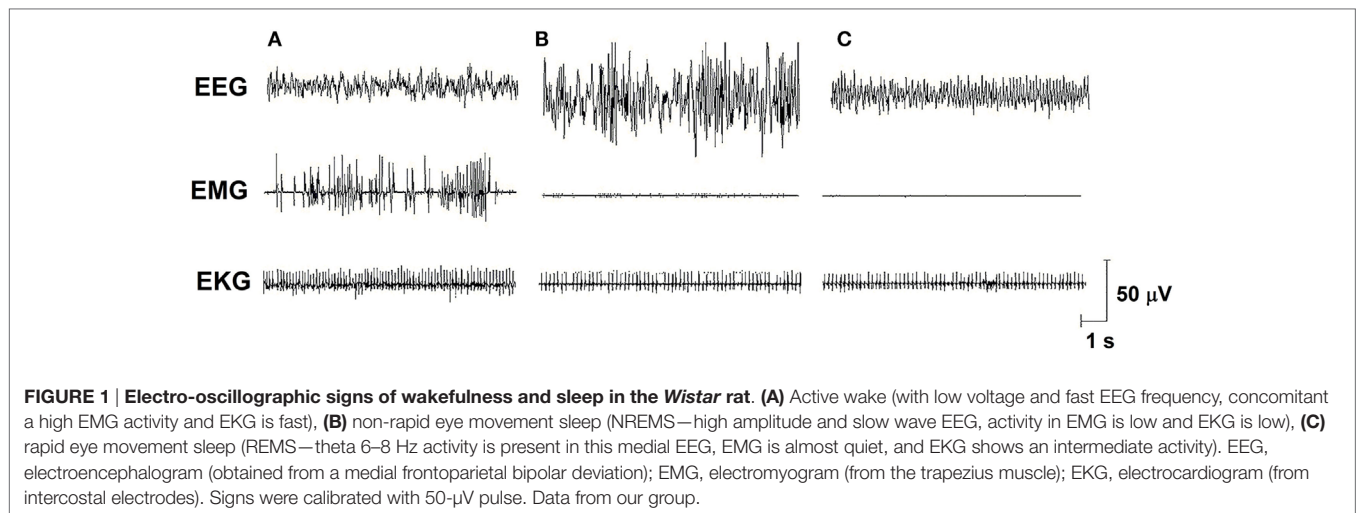 A B C
EEG
EMG
EKG
50 µV
1 s
FIGURE 1 | Electro-oscillographic signs of wakefulness and sleep in the Wistar rat. (A) Active wake (with low voltage and fast EEG frequency, concomitant
a high EMG activity and EKG is fast), (B) non-rapid eye movement sleep (NREMS—high amplitude and slow wave EEG, activity in EMG is low and EKG is low), (C)
rapid eye movement sleep (REMS—theta 6–8 Hz activity is present in this medial EEG, EMG is almost quiet, and EKG shows an intermediate activity). EEG,
electroencephalogram (obtained from a medial frontoparietal bipolar deviation); EMG, electromyogram (from the trapezius muscle); EKG, electrocardiogram (from
intercostal electrodes). Signs were calibrated with 50-µV pulse. Data from our group.